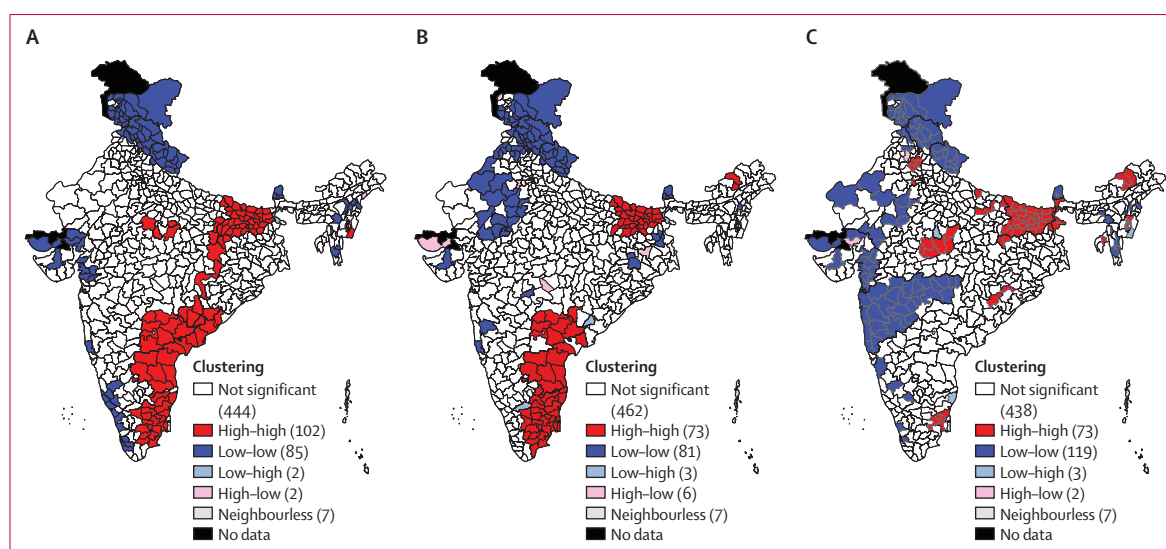 A
B
C
Clustering
Not significant
(444)
High–high (102)
Low–low (85)
Low–high (2)
High–low (2)
Neighbourless (7)
No data
Clustering
Not significant
(462)
High–high (73)
Low–low (81)
Low–high (3)
High–low (6)
Neighbourless (7)
No data
Clustering
Not significant
(438)
High–high (73)
Low–low (119)
Low–high (3)
High–low (2)
Neighbourless (7)
No data